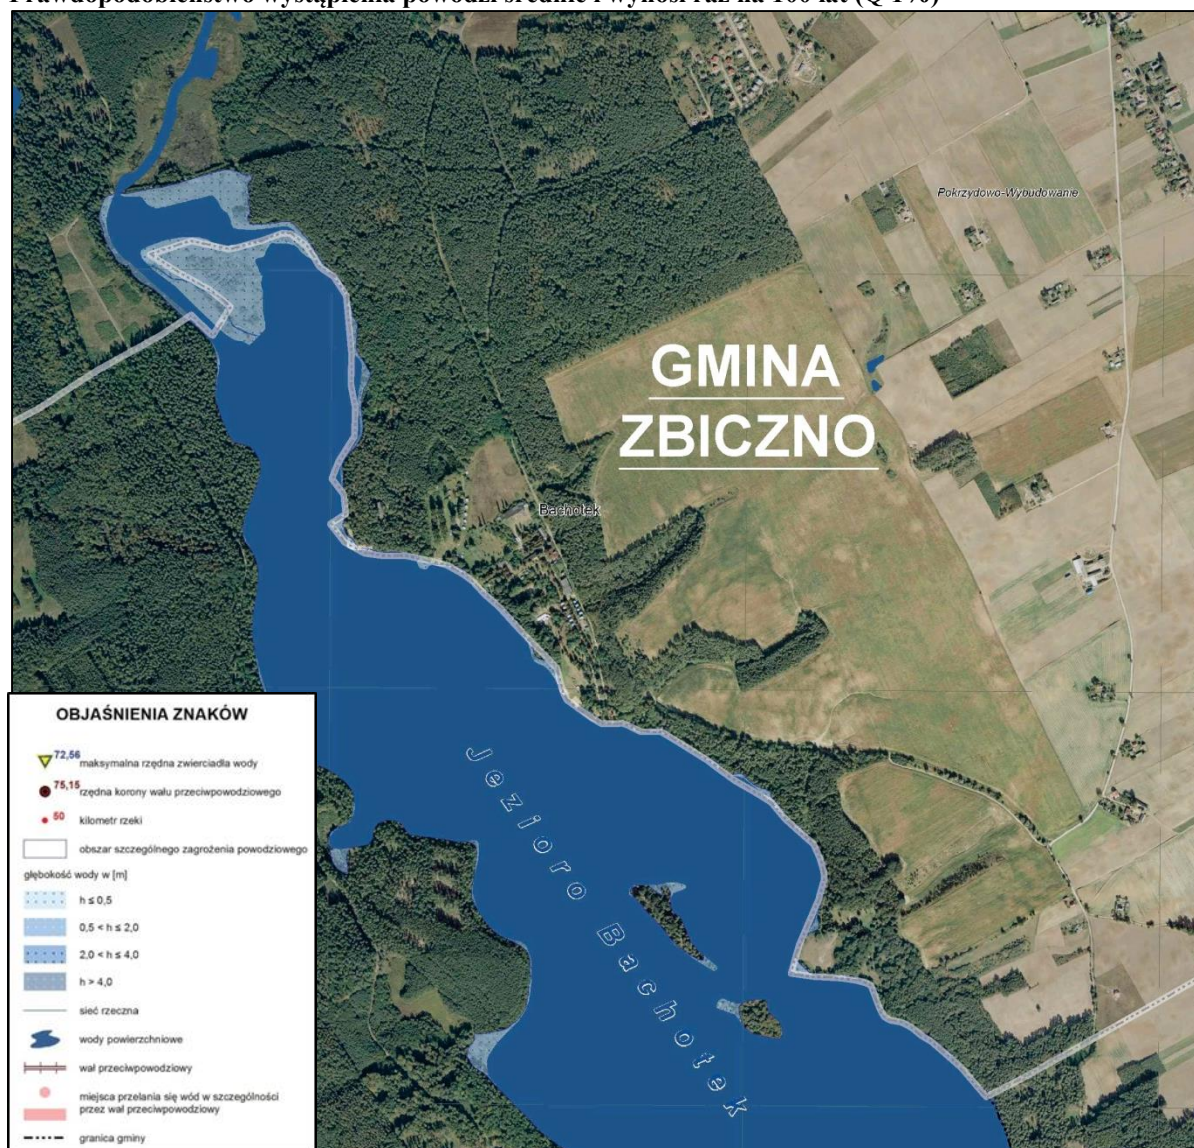 Prawdopodobieństwo wystąpienia powodzi średnie i wynosi raz na 100 lat (Q 1%)
Pokrzydowo-Wybudowanie
GMINA
ZBICZNO
Bachotek
Jezioro Bachotek
OBJAŚNIENIA ZNAKÓW
72,56 maksymalna rzędna zwierciadła wody
75,15 rzędna korony wału przeciwpowodziowego
50 kilometr rzeki
obszar szczególnego zagrożenia powodziowego
głębokość wody w [m]
h ≤ 0,5
0,5 < h ≤ 2,0
2,0 < h ≤ 4,0
h > 4,0
sieć rzeczna
wody powierzchniowe
wał przeciwpowodziowy
miejsca przelania się wód w szczególności
przez wał przeciwpowodziowy
granica gminy